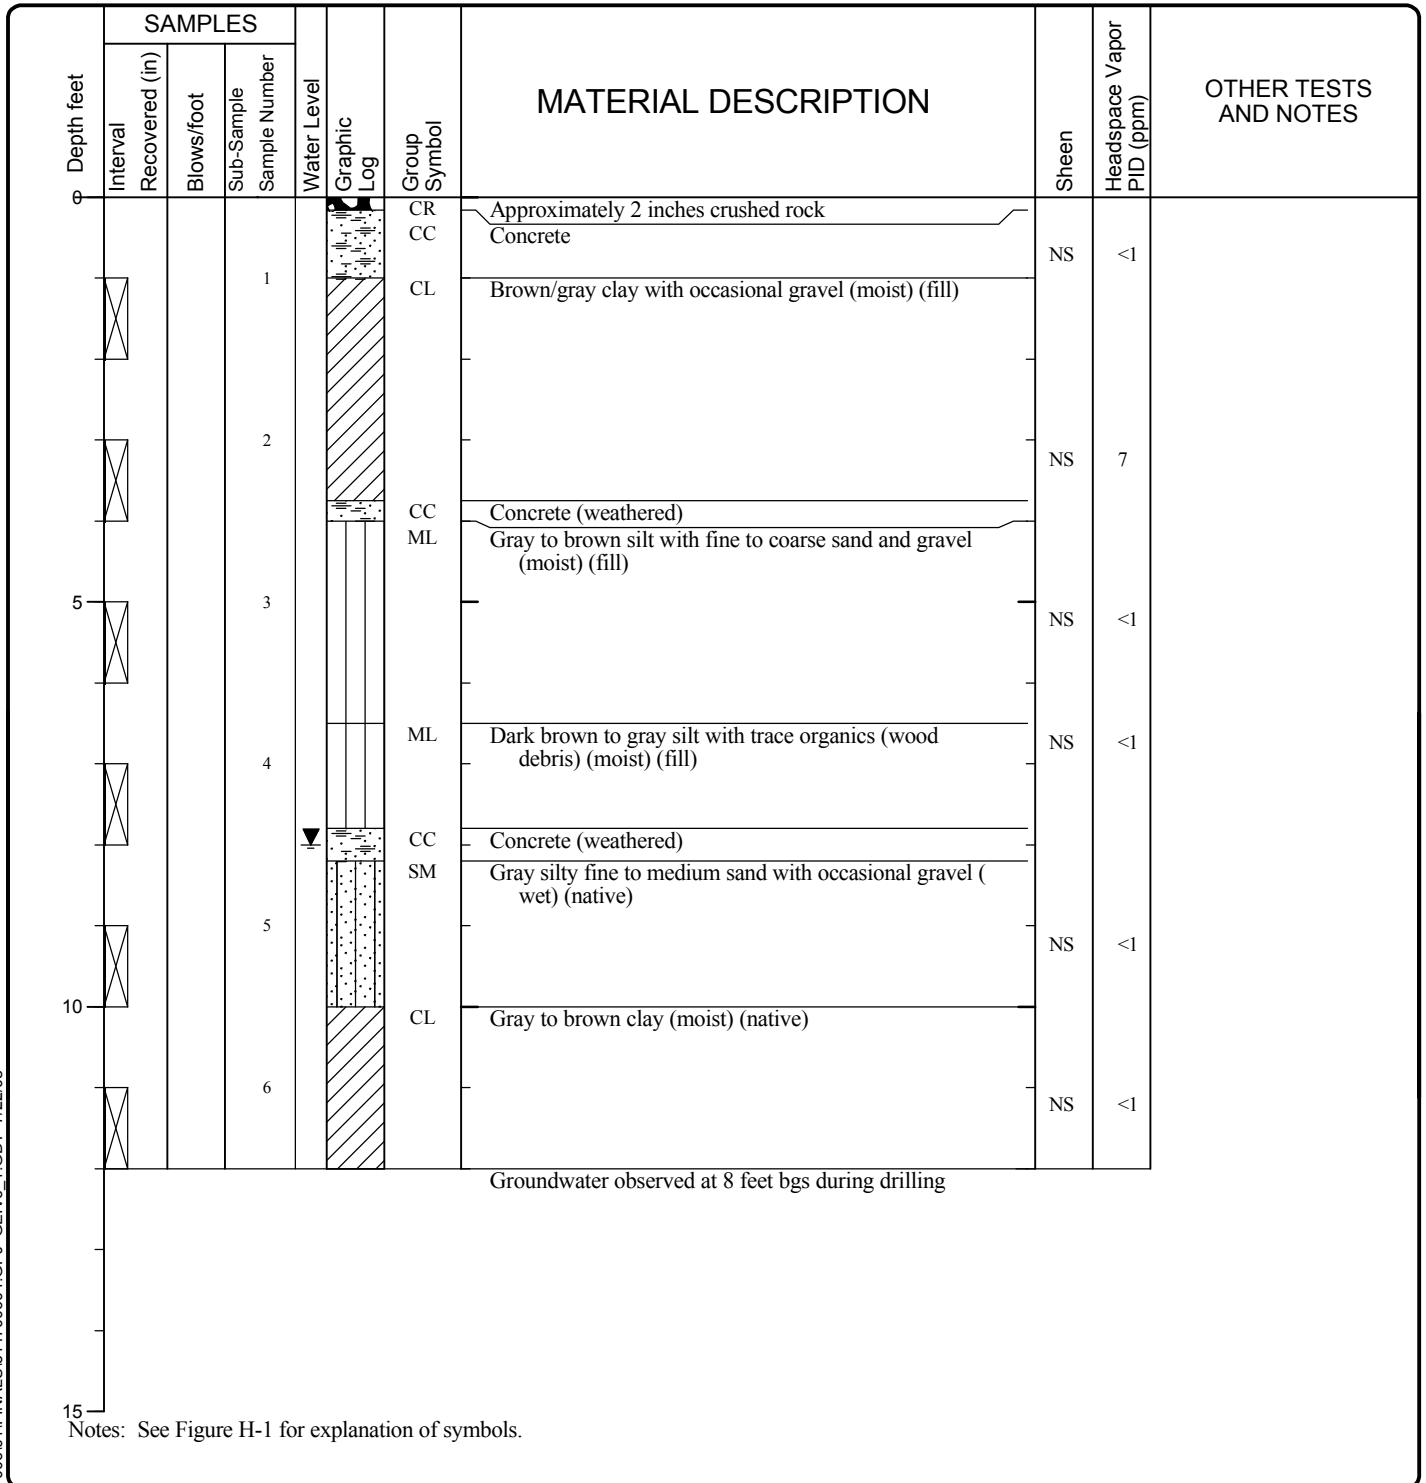 SAMPLES
Depth feet
Interval
Recovered (in)
Blows/foot
Sub-Sample
Sample Number
Water Level
Graphic
Log
Group
Symbol
MATERIAL DESCRIPTION
Sheen
Headspace Vapor
PID (ppm)
OTHER TESTS
AND NOTES
0
CR Approximately 2 inches crushed rock
CC Concrete
NS <1
1
CL Brown/gray clay with occasional gravel (moist) (fill)
2
NS 7
CC Concrete (weathered)
ML Gray to brown silt with fine to coarse sand and gravel
(moist) (fill)
5 3
NS <1
ML Dark brown to gray silt with trace organics (wood
debris) (moist) (fill)
NS <1
4
CC Concrete (weathered)
SM Gray silty fine to medium sand with occasional gravel (
wet) (native)
5
NS <1
10
CL Gray to brown clay (moist) (native)
6
NS <1
Groundwater observed at 8 feet bgs during drilling
15
Notes: See Figure H-1 for explanation of symbols.